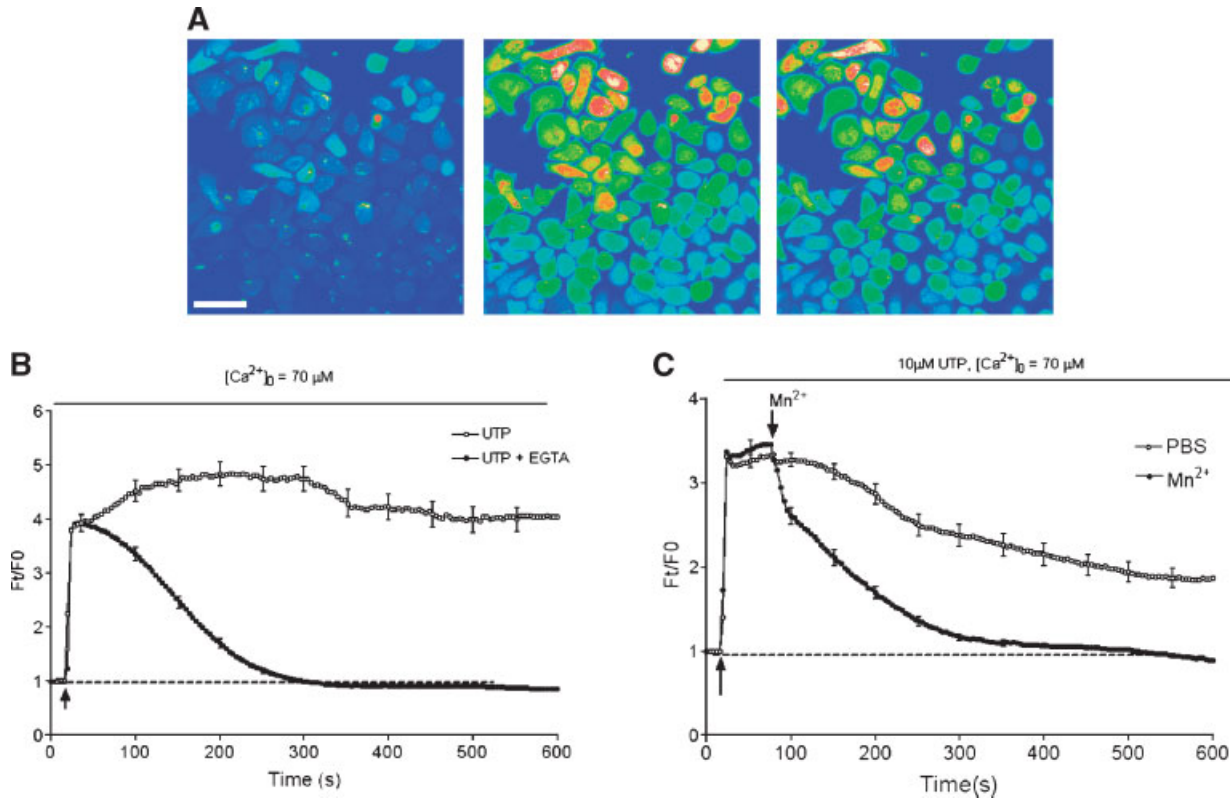 A
B
[Ca²⁺]₀ = 70 µM
6
5
4
3
2
1
0
Ft/F0
UTP
UTP + EGTA
0 100 200 300 400 500 600
Time (s)
C
10µM UTP, [Ca²⁺]₀ = 70 µM
Mn²⁺
4
3
2
1
0
Ft/F0
PBS
Mn²⁺
0 100 200 300 400 500 600
Time(s)